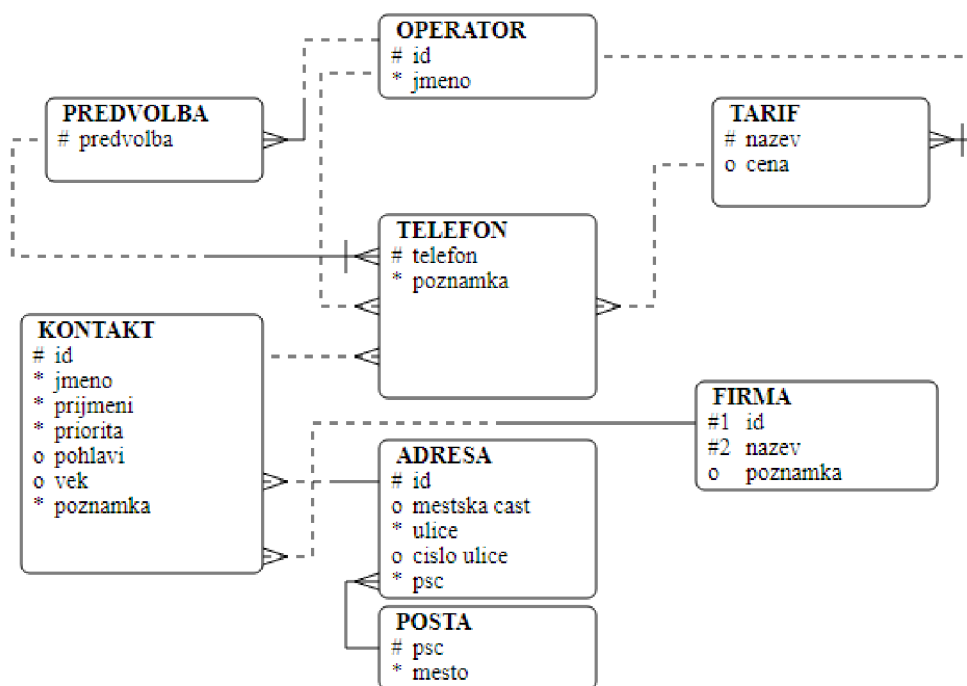 OPERATOR
# id
* jmeno
PREDVOLBA
# predvolba
TARIF
# nazev
o cena
TELEFON
# telefon
* poznamka
KONTAKT
# id
* jmeno
* prijmeni
* priorita
o pohlavi
o vek
* poznamka
FIRMA
#1 id
#2 nazev
o poznamka
ADRESA
# id
o mestska cast
* ulice
o cislo ulice
* psc
POSTA
# psc
* mesto